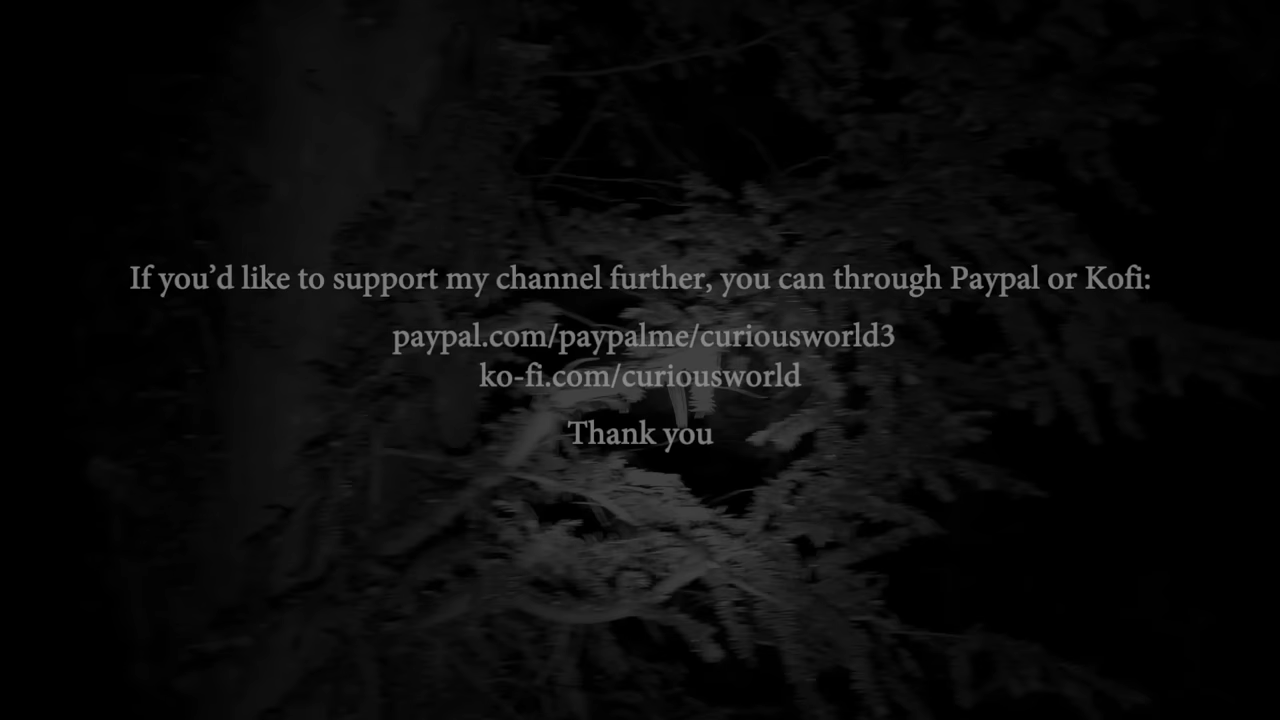 If you’d like to support my channel further, you can through Paypal or Kofi:
paypal.com/paypalme/curiousworld3
ko-fi.com/curiousworld
Thank you